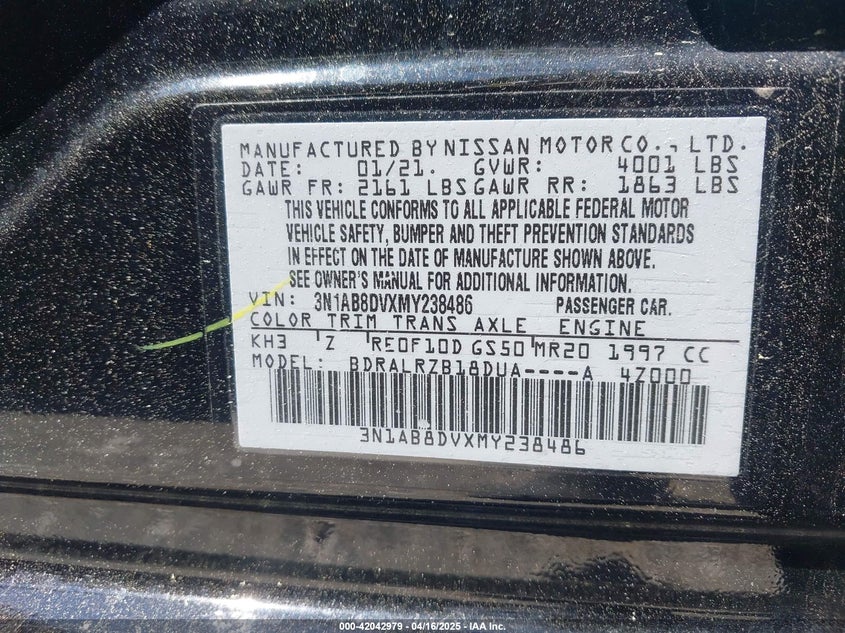 MANUFACTURED BY NISSAN MOTOR CO., LTD.
DATE: 01/21. GVWR: 4001 LBS
GAWR FR: 2161 LBS GAWR RR: 1863 LBS
THIS VEHICLE CONFORMS TO ALL APPLICABLE FEDERAL MOTOR
VEHICLE SAFETY, BUMPER AND THEFT PREVENTION STANDARDS
IN EFFECT ON THE DATE OF MANUFACTURE SHOWN ABOVE.
SEE OWNER'S MANUAL FOR ADDITIONAL INFORMATION.
VIN: 3N1AB8DVXMY238486 PASSENGER CAR.
COLOR TRIM TRANS AXLE ENGINE
KH3 Z RE0F10D GS50 MR20 1997 CC
MODEL: BDRALRZB18DUA----A 4Z000
3N1AB8DVXMY238486
000-42042979 - 04/16/2025 - IAA Inc.